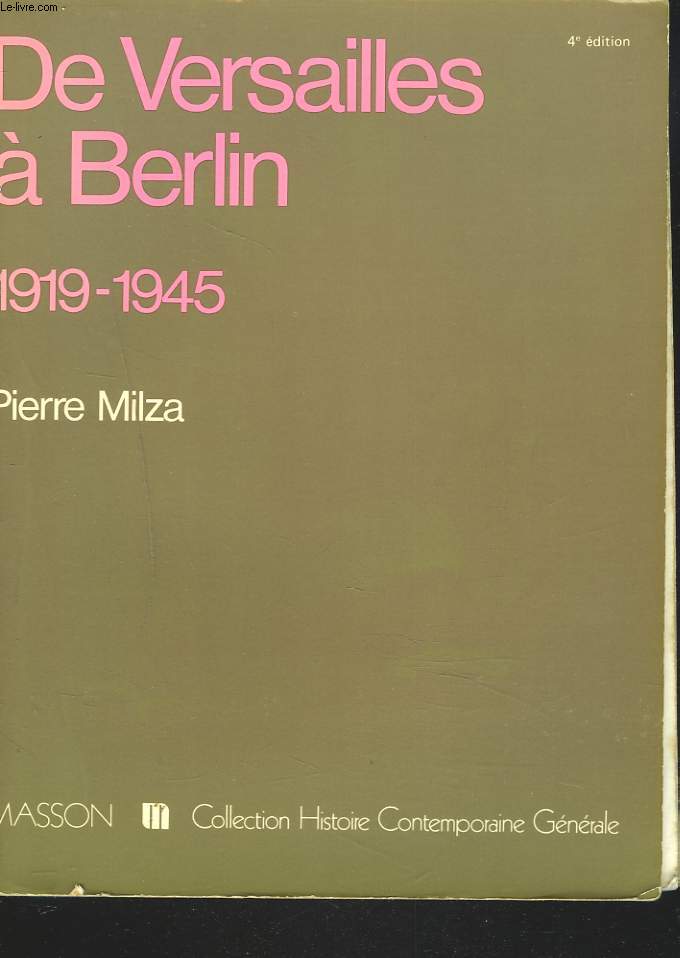 Le-livre.com
4e édition
De Versailles
à Berlin
1919-1945
Pierre Milza
MASSON m Collection Histoire Contemporaine Générale